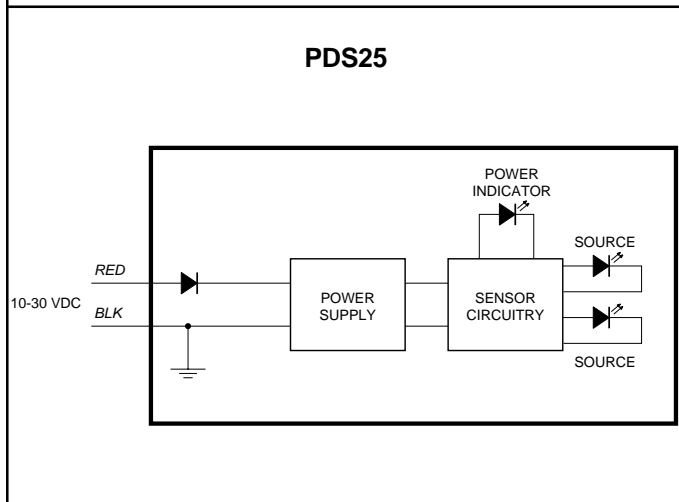 PDS25
POWER
INDICATOR
SOURCE
RED
10-30 VDC
BLK
POWER
SUPPLY
SENSOR
CIRCUITRY
SOURCE